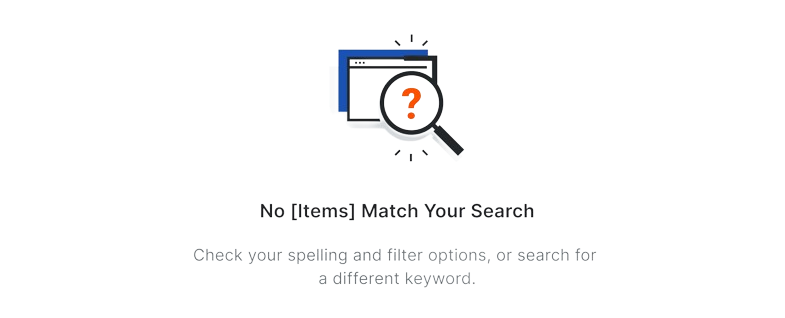 ?
No [Items] Match Your Search
Check your spelling and filter options, or search for
a different keyword.